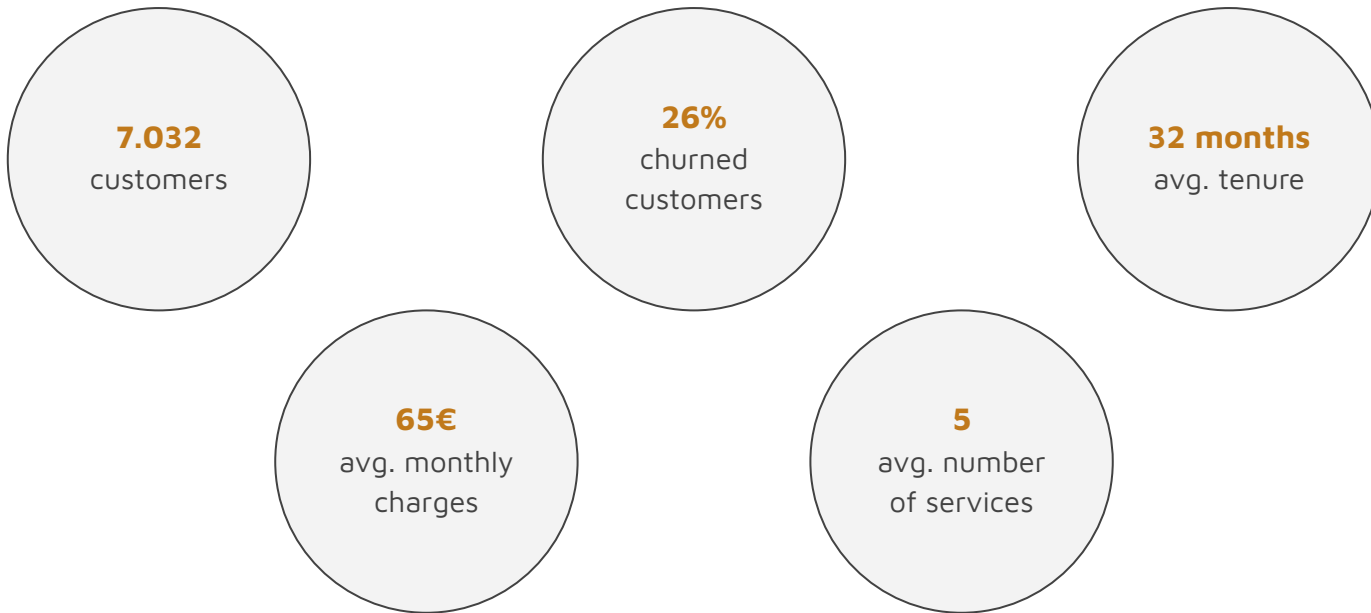 7.032
customers
26%
churned
customers
32 months
avg. tenure
65€
avg. monthly
charges
5
avg. number
of services